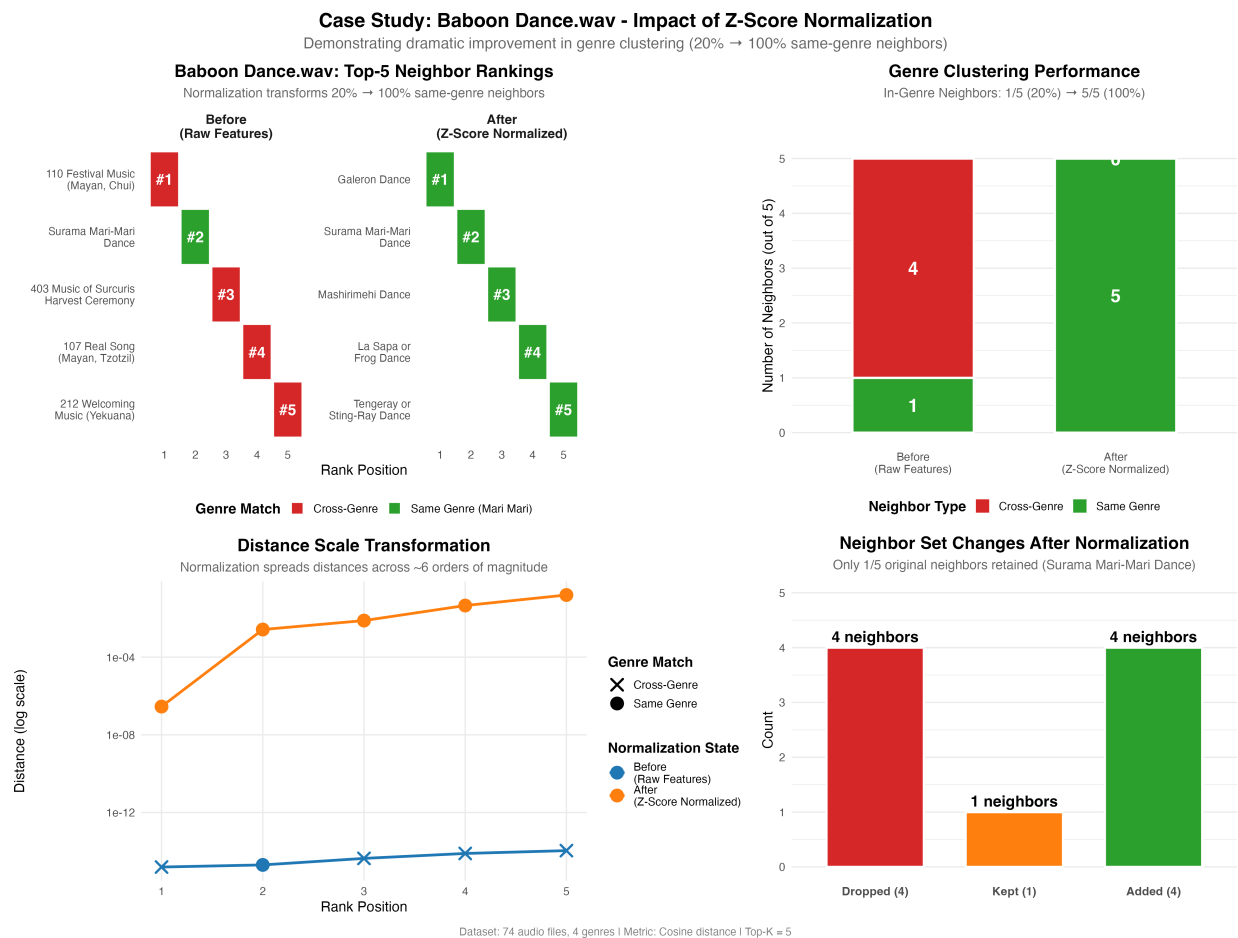 Case Study: Baboon Dance.wav - Impact of Z-Score Normalization
Demonstrating dramatic improvement in genre clustering (20% → 100% same-genre neighbors)
Baboon Dance.wav: Top-5 Neighbor Rankings
Normalization transforms 20% → 100% same-genre neighbors
Before
(Raw Features)
After
(Z-Score Normalized)
110 Festival Music
(Mayan, Chui)
#1
Surama Mari-Mari
Dance
#2
403 Music of Surcuris
Harvest Ceremony
#3
107 Real Song
(Mayan, Tzotzil)
#4
212 Welcoming
Music (Yekuana)
#5
1 2 3 4 5
Galeron Dance
#1
Surama Mari-Mari
Dance
#2
Mashirimehi Dance
#3
La Sapa or
Frog Dance
#4
Tengeray or
Sting-Ray Dance
#5
1 2 3 4 5
Rank Position
Genre Match Cross-Genre Same Genre (Mari Mari)
Genre Clustering Performance
In-Genre Neighbors: 1/5 (20%) → 5/5 (100%)
Number of Neighbors (out of 5)
5
4
3
2
1
0
4
1
0
5
Before
(Raw Features)
After
(Z-Score Normalized)
Neighbor Type Cross-Genre Same Genre
Distance Scale Transformation
Normalization spreads distances across ~6 orders of magnitude
Distance (log scale)
1e-04
1e-08
1e-12
1 2 3 4 5
Rank Position
Genre Match
Cross-Genre
Same Genre
Normalization State
Before
(Raw Features)
After
(Z-Score Normalized)
Neighbor Set Changes After Normalization
Only 1/5 original neighbors retained (Surama Mari-Mari Dance)
Count
5
4
3
2
1
0
4 neighbors
1 neighbors
4 neighbors
Dropped (4) Kept (1) Added (4)
Dataset: 74 audio files, 4 genres | Metric: Cosine distance | Top-K = 5